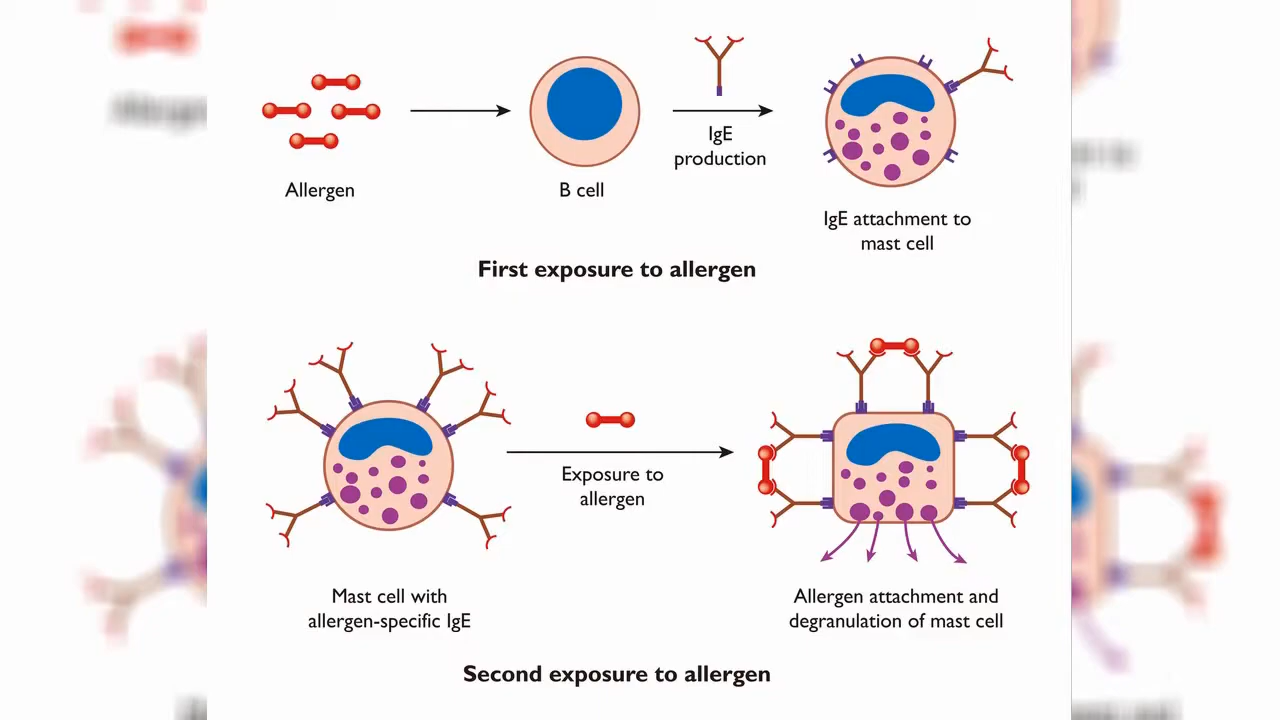 Allergen
B cell
IgE
production
IgE attachment to
mast cell
First exposure to allergen
Exposure to
allergen
Mast cell with
allergen-specific IgE
Allergen attachment and
degranulation of mast cell
Second exposure to allergen